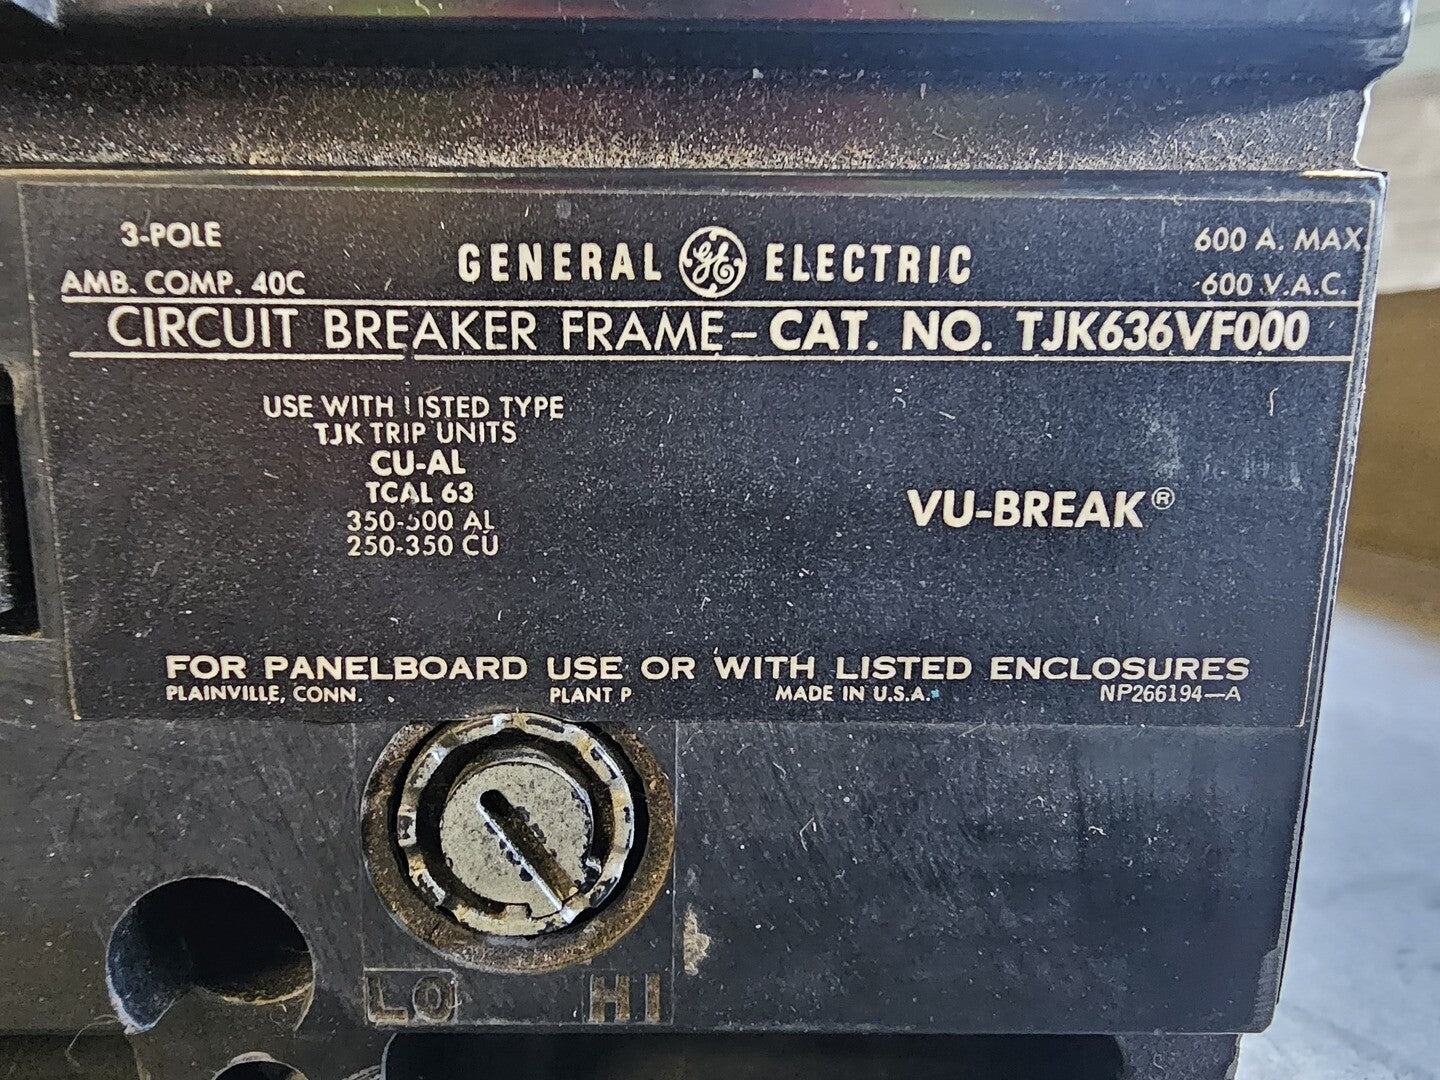 3-POLE
GENERAL GE ELECTRIC
600 A. MAX.
AMB. COMP. 40C
600 V.A.C.
CIRCUIT BREAKER FRAME–CAT. NO. TJK636VF000
USE WITH LISTED TYPE
TJK TRIP UNITS
CU-AL
TCAL 63
350-500 AL
250-350 CU
VU-BREAK®
FOR PANELBOARD USE OR WITH LISTED ENCLOSURES
PLAINVILLE, CONN. PLANT P MADE IN U.S.A. NP266194–A
LO HI